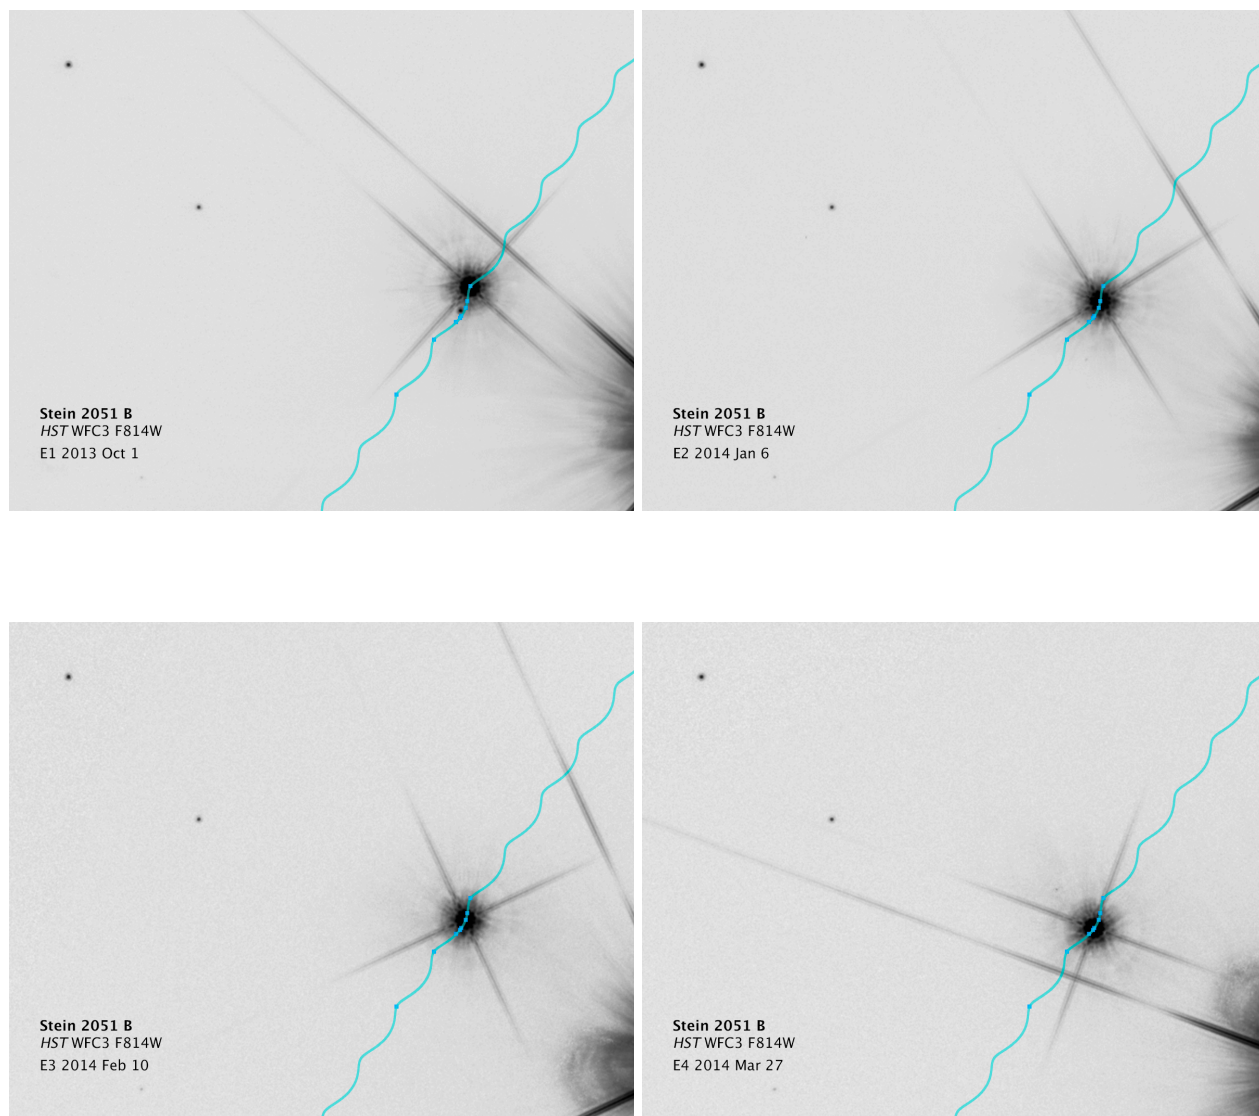 Stein 2051 B
HST WFC3 F814W
E1 2013 Oct 1
Stein 2051 B
HST WFC3 F814W
E2 2014 Jan 6
Stein 2051 B
HST WFC3 F814W
E3 2014 Feb 10
Stein 2051 B
HST WFC3 F814W
E4 2014 Mar 27